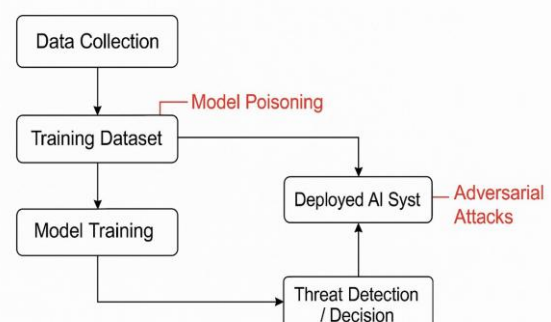 Data Collection
Model Poisoning
Training Dataset
Deployed AI Syst
Adversarial
Attacks
Model Training
Threat Detection
/ Decision